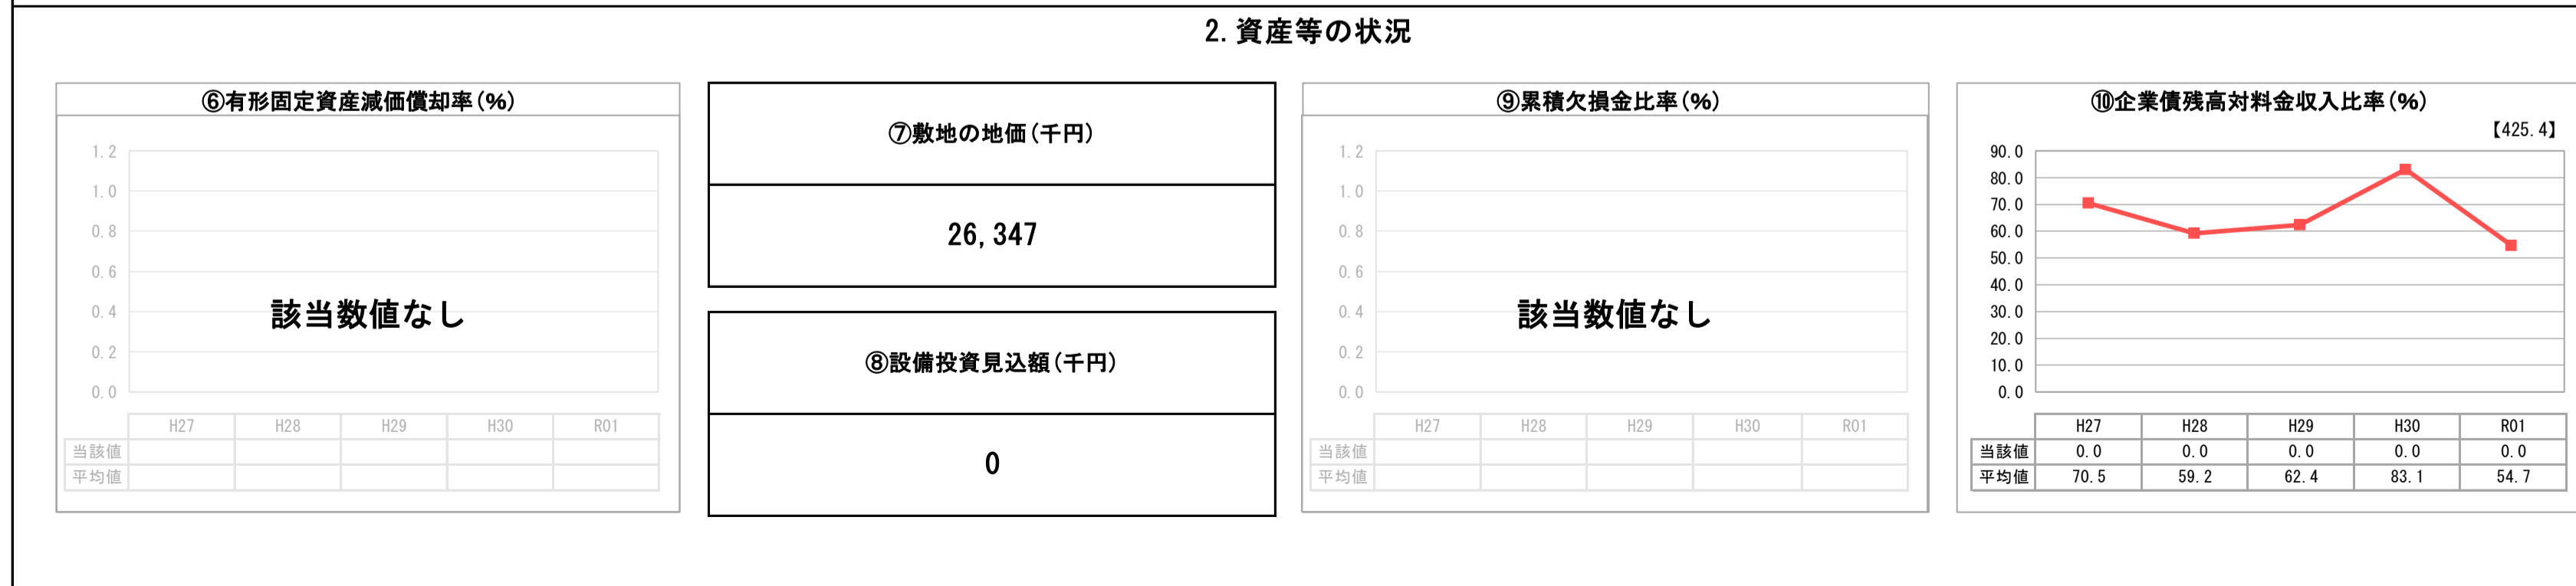 2. 資産等の状況
⑥有形固定資産減価償却率(%)
1.2
1.0
0.8
0.6
0.4
0.2
0.0
該当数値なし
H27 H28 H29 H30 R01
当該値
平均値
⑦敷地の地価(千円)
26,347
⑧設備投資見込額(千円)
0
⑨累積欠損金比率(%)
1.2
1.0
0.8
0.6
0.4
0.2
0.0
該当数値なし
H27 H28 H29 H30 R01
当該値
平均値
⑩企業債残高対料金収入比率(%)
【425.4】
90.0
80.0
70.0
60.0
50.0
40.0
30.0
20.0
10.0
0.0
H27 H28 H29 H30 R01
当該値 0.0 0.0 0.0 0.0 0.0
平均値 70.5 59.2 62.4 83.1 54.7